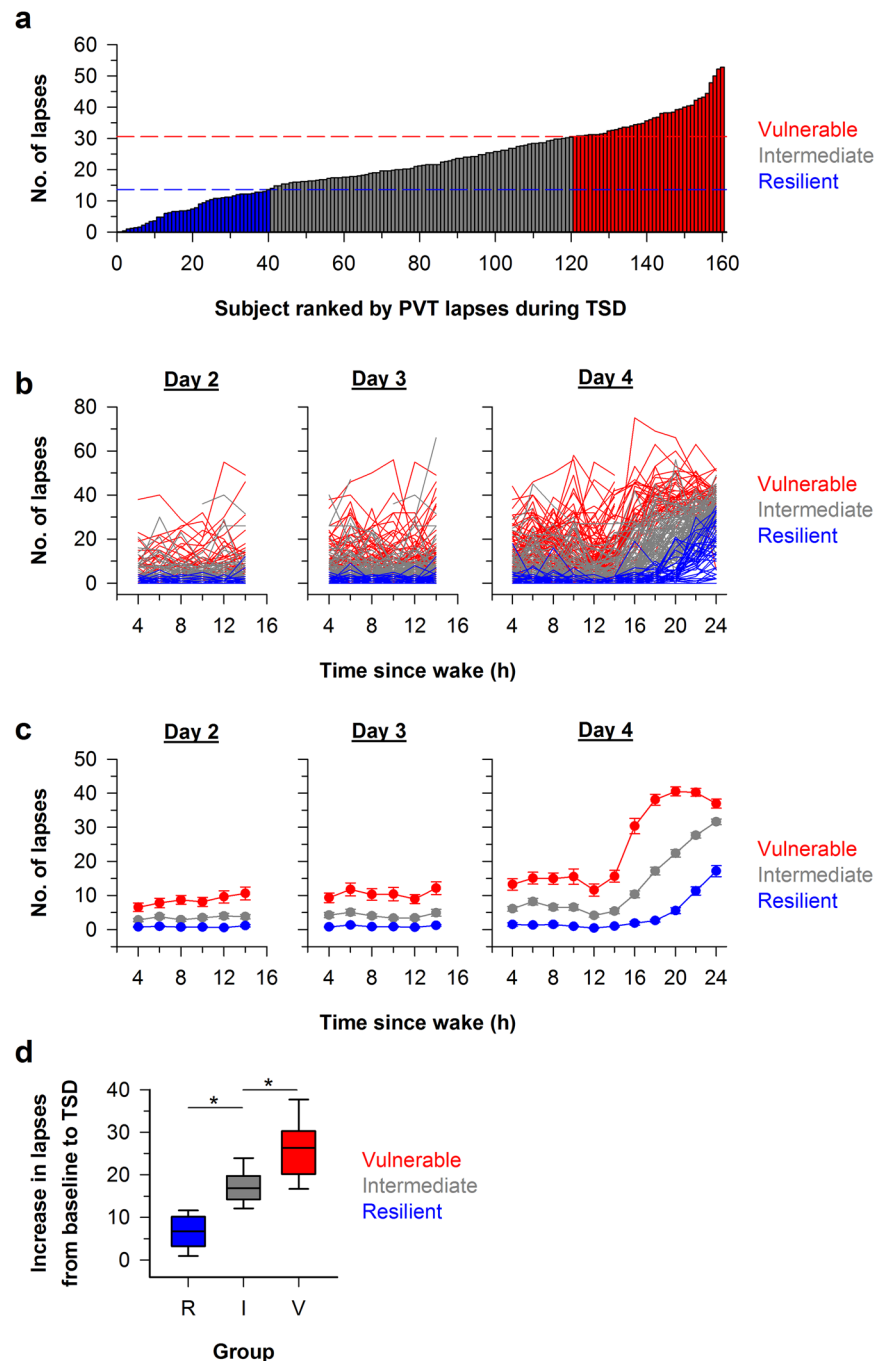 a
60
50
40
30
20
10
0
No. of lapses
0 20 40 60 80 100 120 140 160
Subject ranked by PVT lapses during TSD
Vulnerable
Intermediate
Resilient
b
Day 2 Day 3 Day 4
80
60
40
20
0
No. of lapses
4 8 12 16 4 8 12 16 4 8 12 16 20 24
Time since wake (h)
Vulnerable
Intermediate
Resilient
c
Day 2 Day 3 Day 4
50
40
30
20
10
0
No. of lapses
4 8 12 16 4 8 12 16 4 8 12 16 20 24
Time since wake (h)
Vulnerable
Intermediate
Resilient
d
40
30
20
10
0
Increase in lapses
from baseline to TSD
* *
R I V
Group
Vulnerable
Intermediate
Resilient